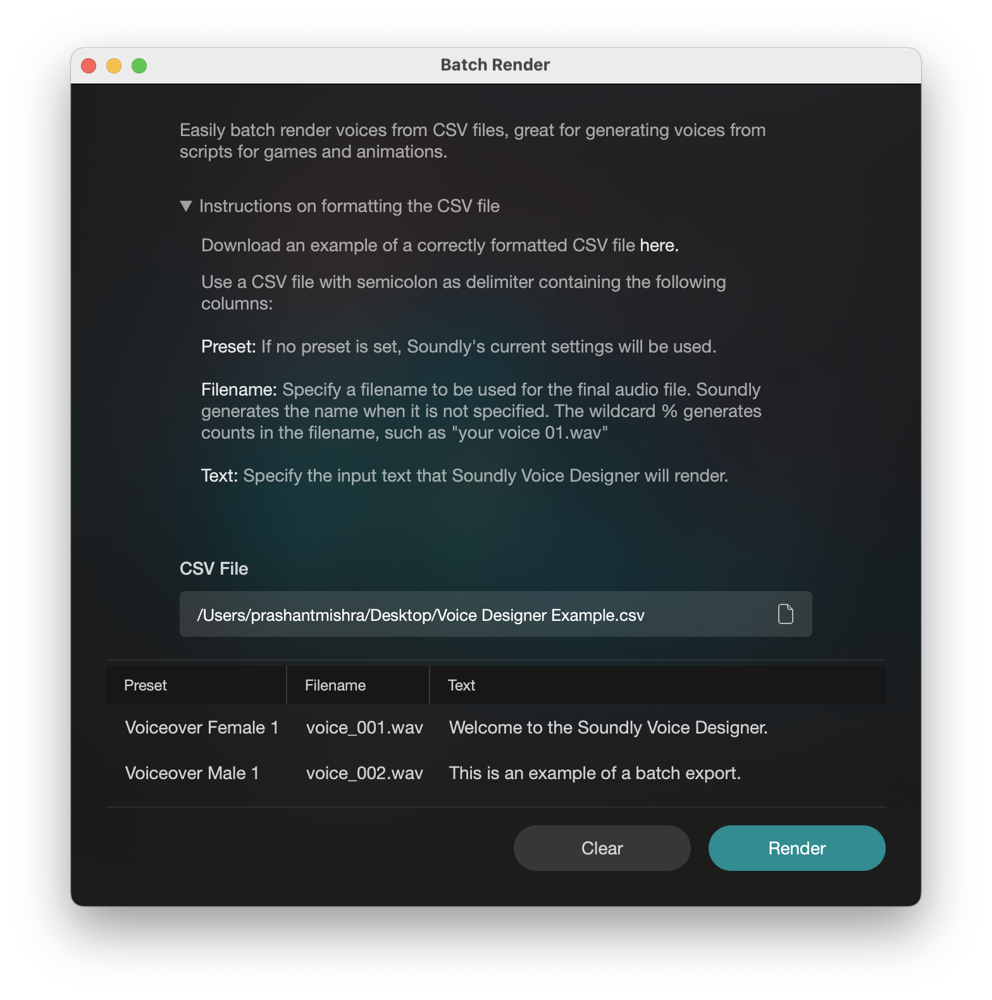 Batch Render
Easily batch render voices from CSV files, great for generating voices from
scripts for games and animations.
▼ Instructions on formatting the CSV file
Download an example of a correctly formatted CSV file here.
Use a CSV file with semicolon as delimiter containing the following
columns:
Preset: If no preset is set, Soundly's current settings will be used.
Filename: Specify a filename to be used for the final audio file. Soundly
generates the name when it is not specified. The wildcard % generates
counts in the filename, such as "your voice 01.wav"
Text: Specify the input text that Soundly Voice Designer will render.
CSV File
/Users/prashantmishra/Desktop/Voice Designer Example.csv
Preset Filename Text
Voiceover Female 1 voice_001.wav Welcome to the Soundly Voice Designer.
Voiceover Male 1 voice_002.wav This is an example of a batch export.
Clear Render